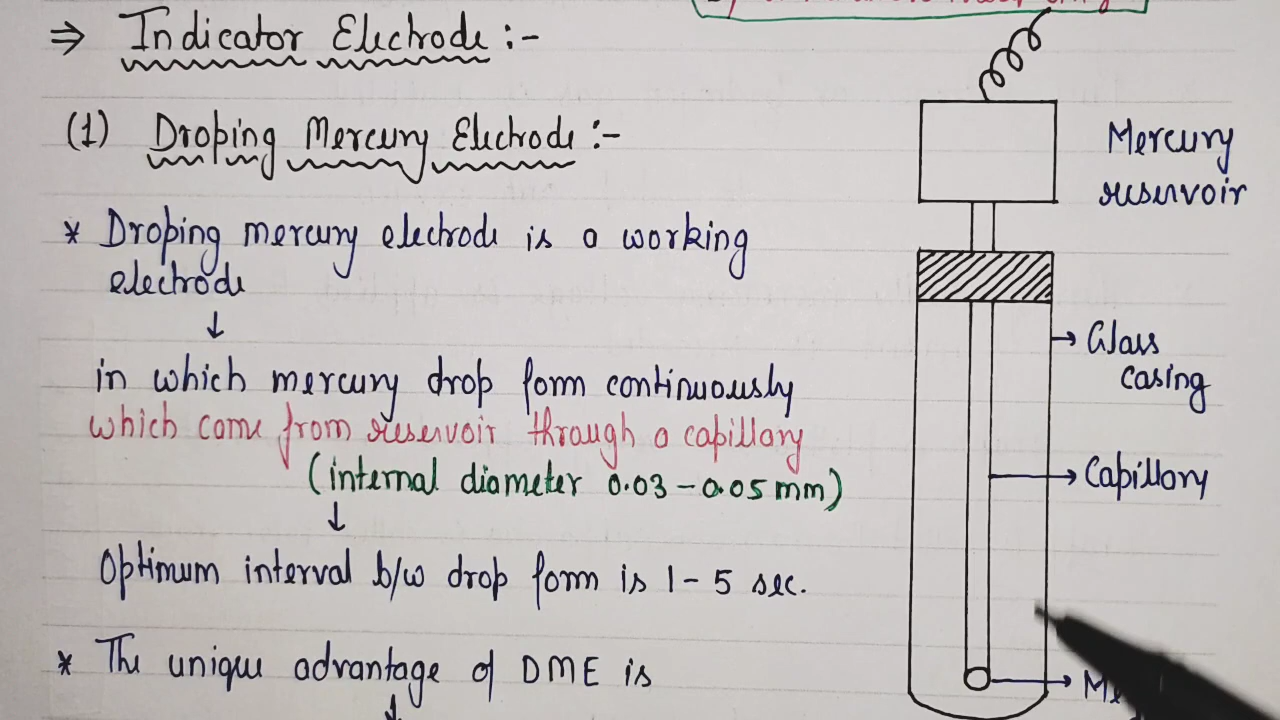 ⇒ Indicator Electrode :-
(1) Droping Mercury Electrode :-
* Droping mercury electrode is a working
electrode
↓
in which mercury drop form continuously
which come from reservoir through a capillary
(internal diameter 0.03 - 0.05 mm)
↓
Optimum interval b/w drop form is 1 - 5 sec.
* The unique advantage of DME is
↓
Mercury
reservoir
→ Glass
casing
→ Capillary